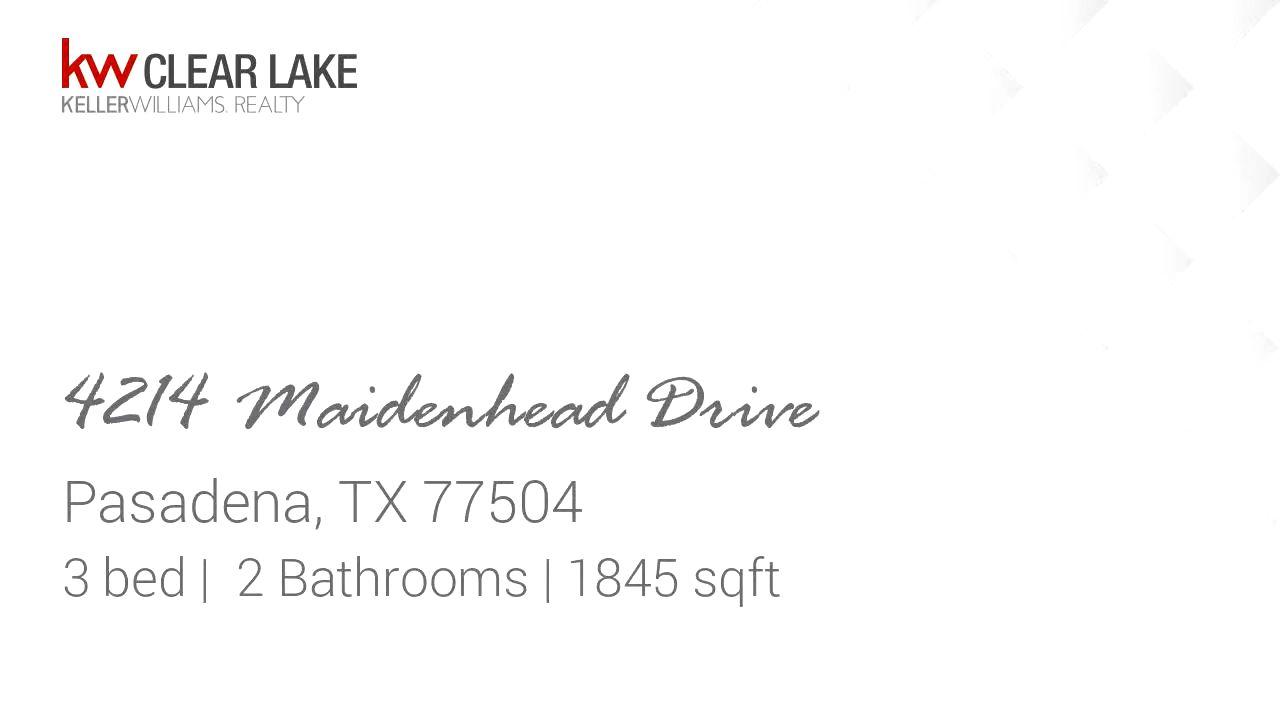 kw CLEAR LAKE
KELLERWILLIAMS. REALTY
4214 Maidenhead Drive
Pasadena, TX 77504
3 bed | 2 Bathrooms | 1845 sqft